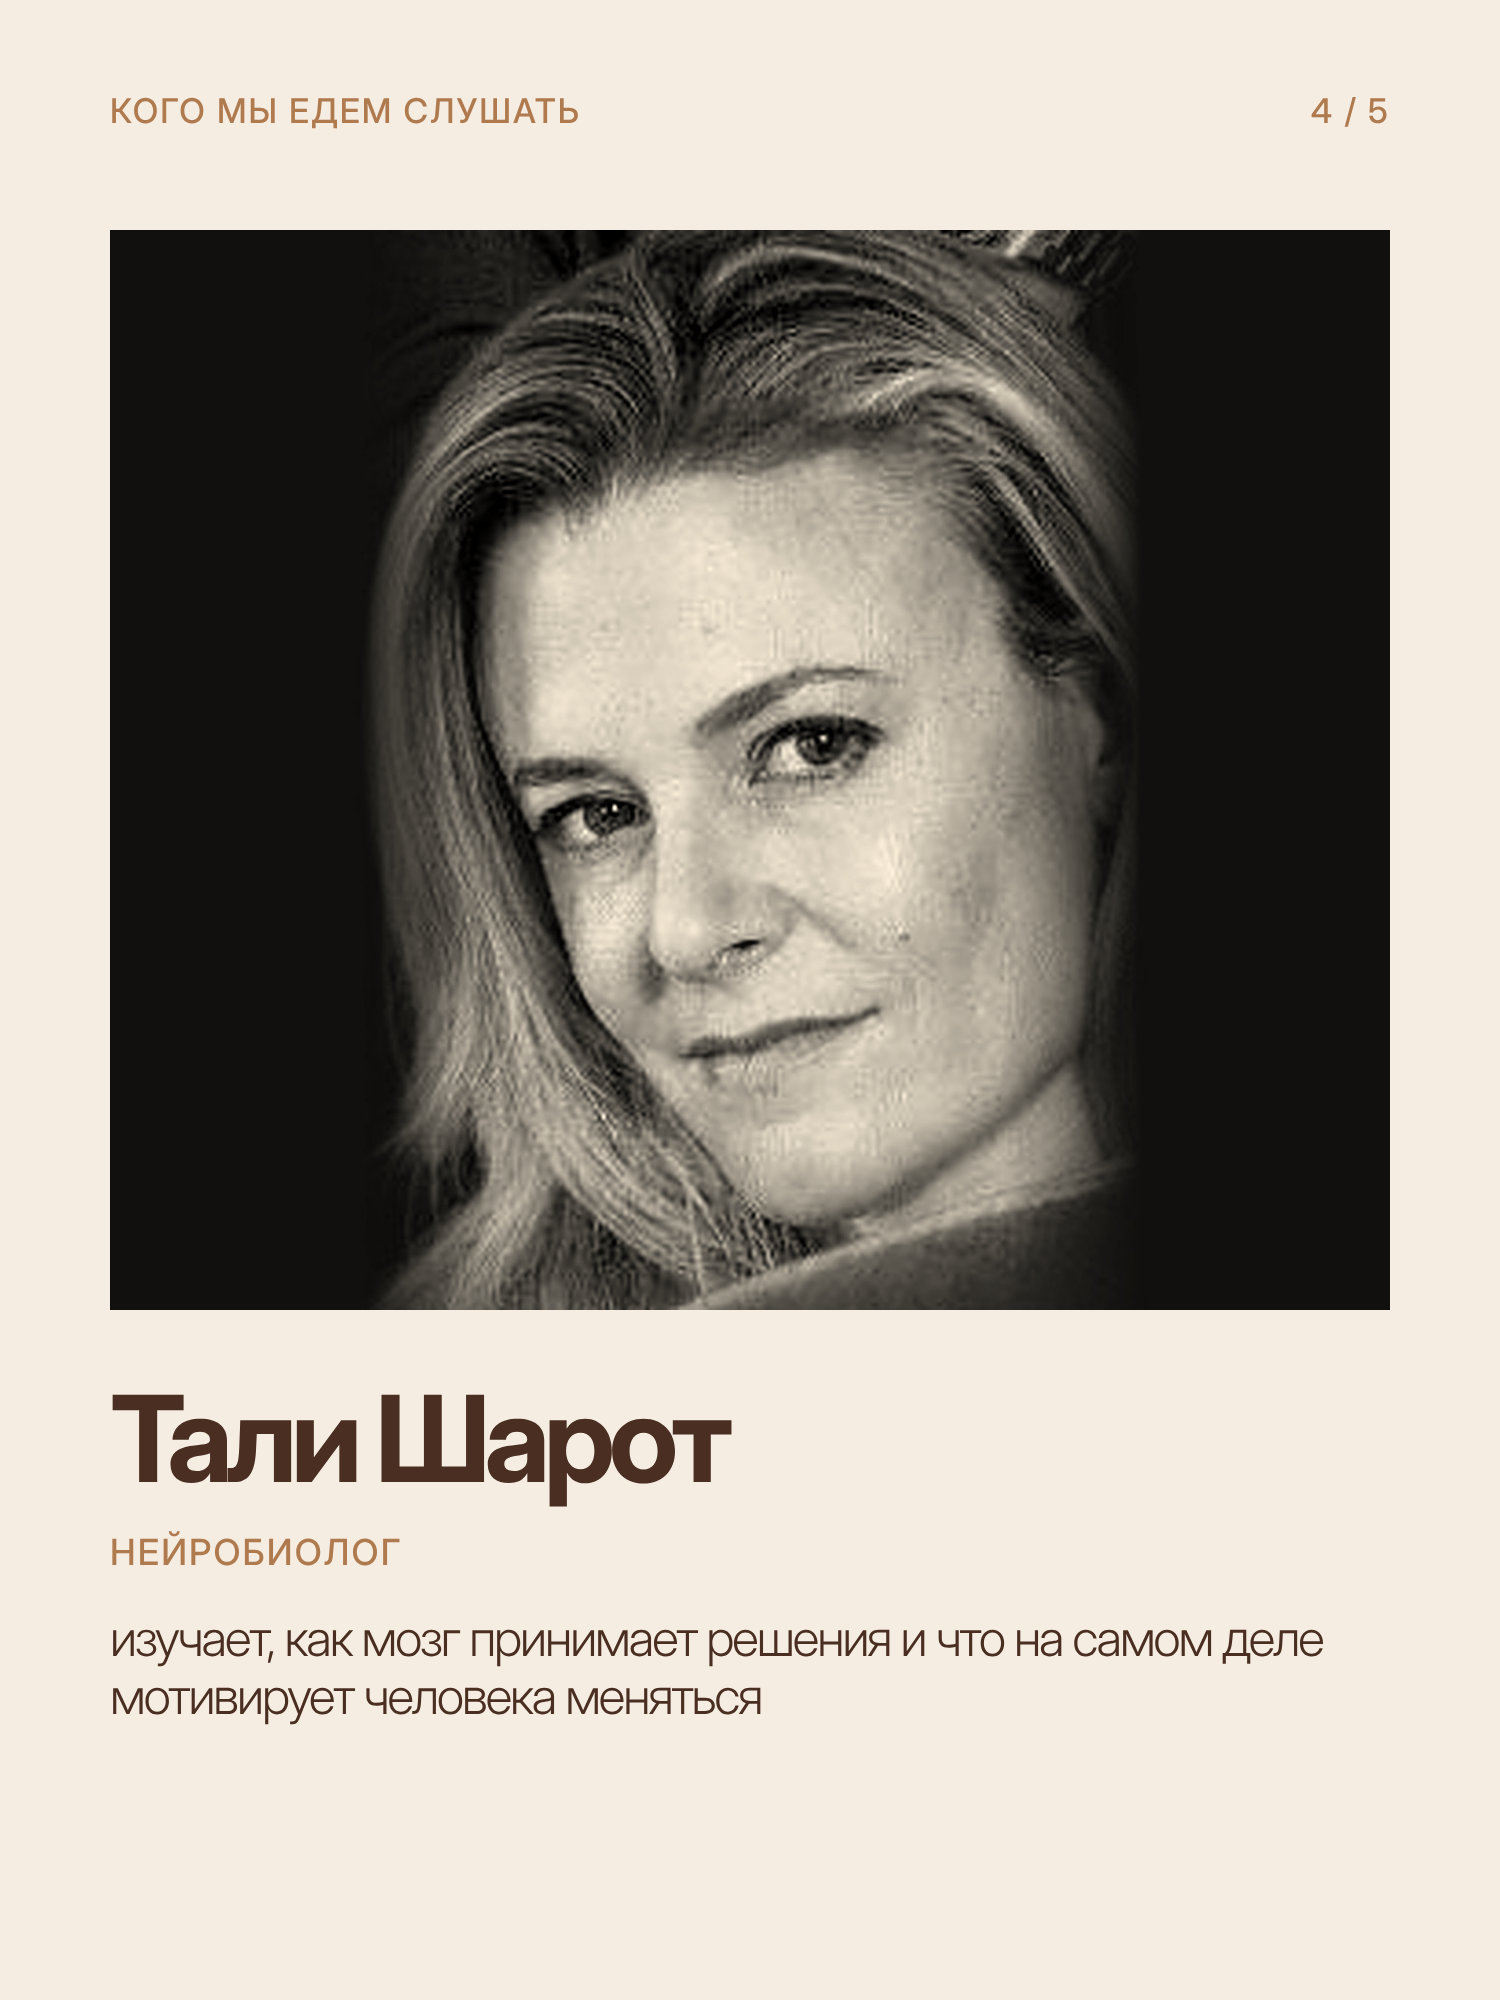 КОГО МЫ ЕДЕМ СЛУШАТЬ
4 / 5
Тали Шарот
НЕЙРОБИОЛОГ
изучает, как мозг принимает решения и что на самом деле
мотивирует человека меняться